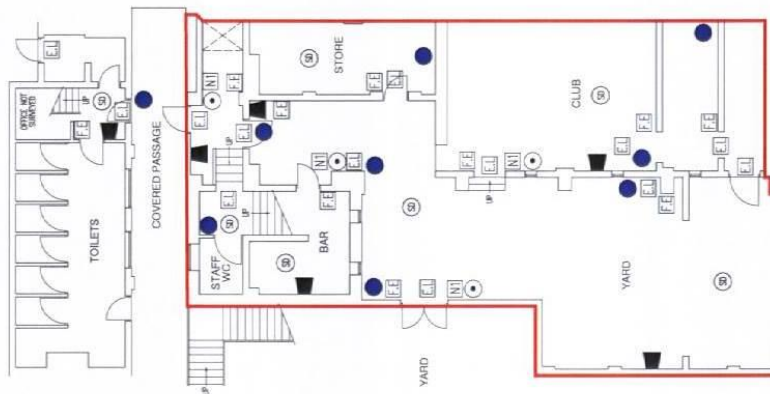 E.L
OFFICE NOT
SURVEYED
UP
SD
E.L
F.E
TOILETS
COVERED PASSAGE
SD
STORE
F.E
N1
E.L
F.E
E.L
UP
F.E
N1
E.L
E.L
SD
UP
F.E
STAFF
WC
SD
BAR
SD
F.E
E.L
N1
UP
YARD
CLUB
SD
F.E
E.L
N1
UP
E.L
F.E
F.E
E.L
E.L
E.L
F.E
YARD
SD